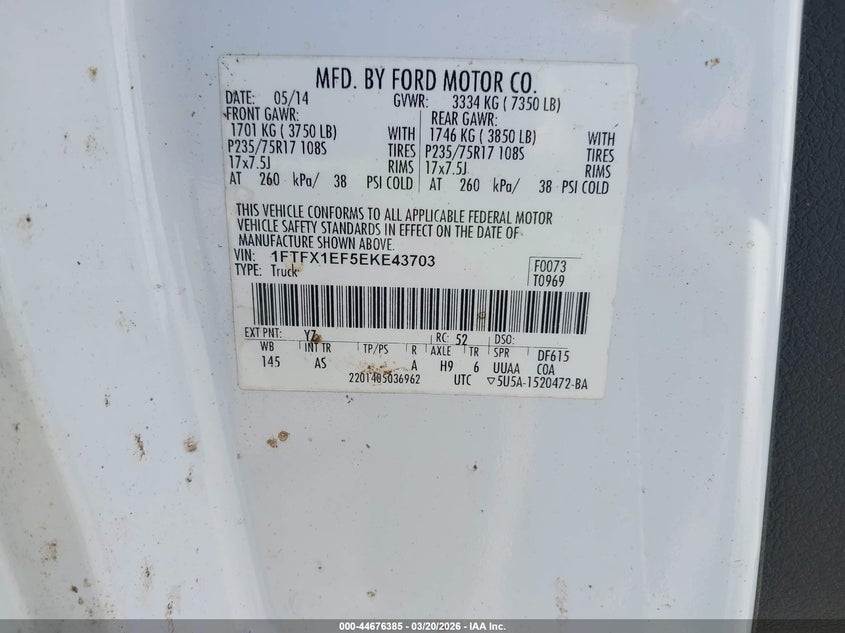 MFD. BY FORD MOTOR CO.
DATE: 05/14 GVWR: 3334 KG ( 7350 LB)
FRONT GAWR: REAR GAWR:
1701 KG ( 3750 LB) WITH 1746 KG ( 3850 LB) WITH
P235/75R17 108S TIRES P235/75R17 108S TIRES
17x7.5J RIMS 17x7.5J RIMS
AT 260 kPa/ 38 PSI COLD AT 260 kPa/ 38 PSI COLD
THIS VEHICLE CONFORMS TO ALL APPLICABLE FEDERAL MOTOR
VEHICLE SAFETY STANDARDS IN EFFECT ON THE DATE OF
MANUFACTURE SHOWN ABOVE.
VIN: 1FTFX1EF5EKE43703 F0073
TYPE: Truck T0969
EXT PNT: YZ RC: 52 DSO:
WB INT TR TP/PS R AXLE TR SPR DF615
145 AS A H9 6 UUAA COA
2201405036962 UTC ▽5U5A-1520472-BA
000-44676385 - 03/20/2026 - IAA Inc.